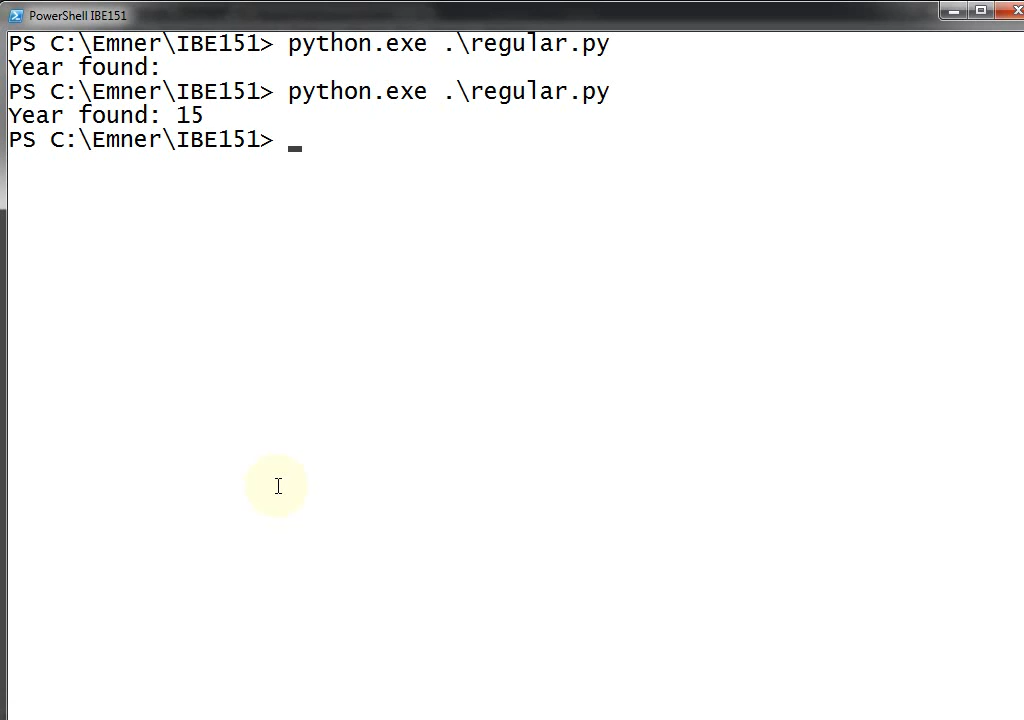 PowerShell IBE151
PS C:\Emner\IBE151> python.exe .\regular.py
Year found:
PS C:\Emner\IBE151> python.exe .\regular.py
Year found: 15
PS C:\Emner\IBE151>